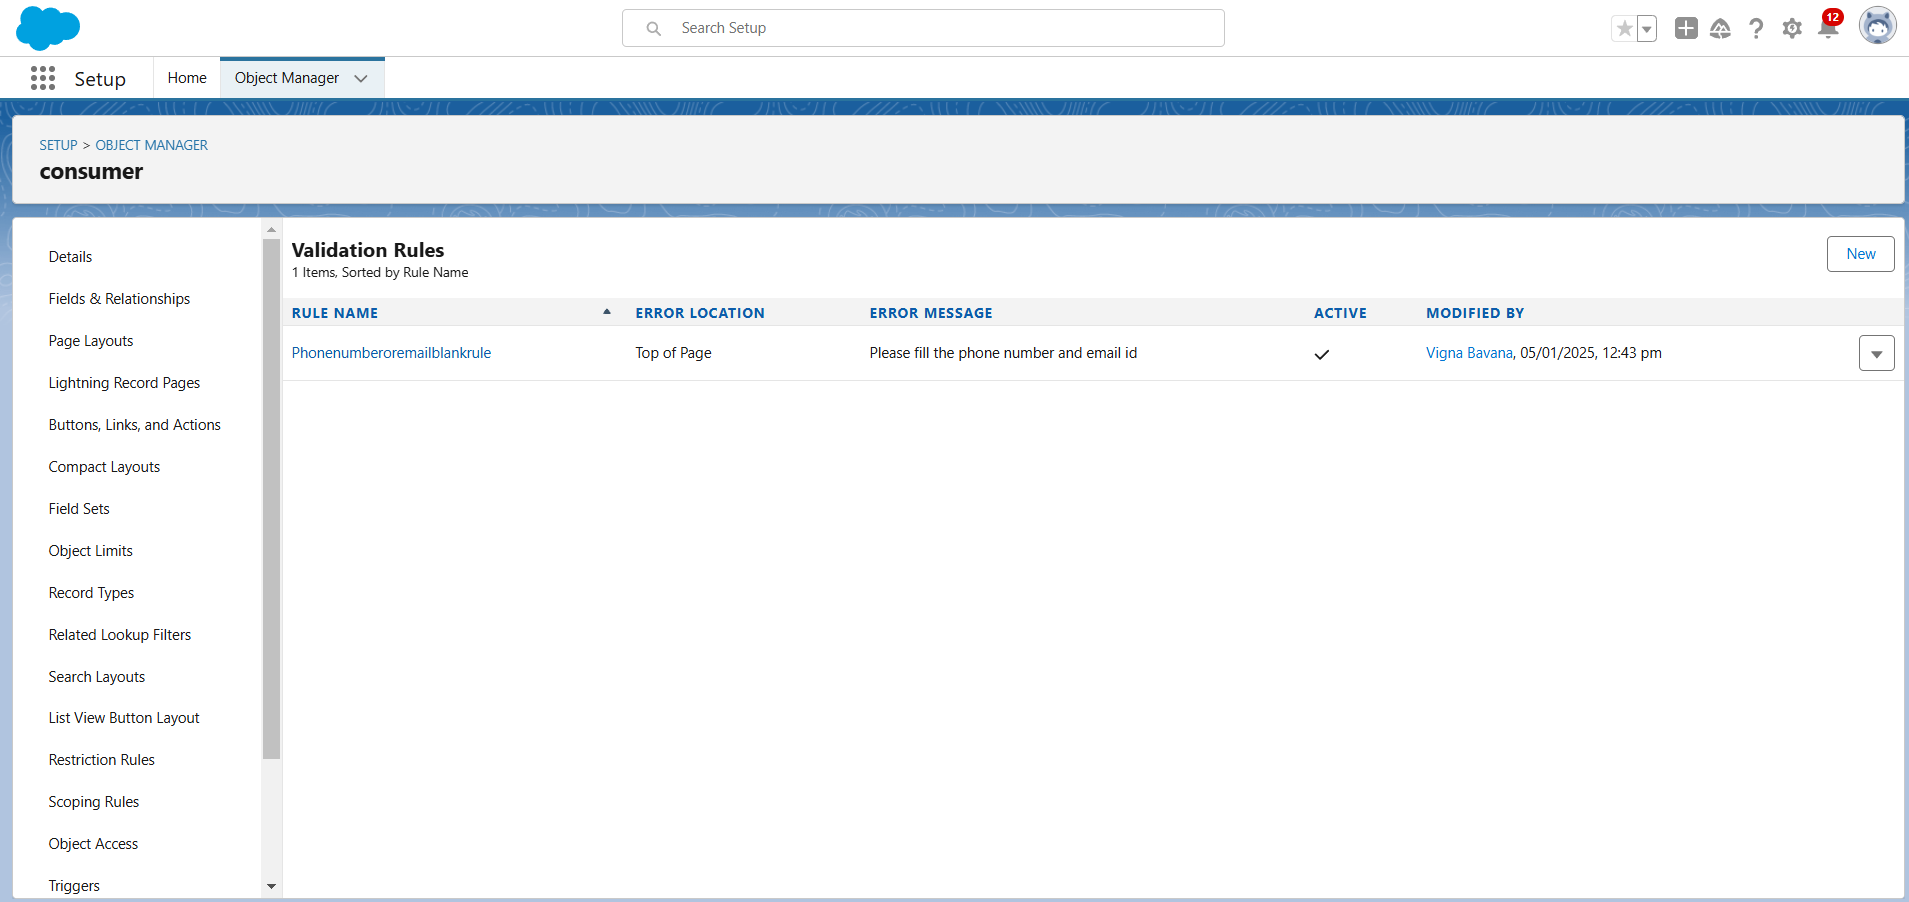 Search Setup
12
Setup
Home
Object Manager
SETUP > OBJECT MANAGER
consumer
Details
Fields & Relationships
Page Layouts
Lightning Record Pages
Buttons, Links, and Actions
Compact Layouts
Field Sets
Object Limits
Record Types
Related Lookup Filters
Search Layouts
List View Button Layout
Restriction Rules
Scoping Rules
Object Access
Triggers
Validation Rules
1 Items, Sorted by Rule Name
New
RULE NAME ERROR LOCATION ERROR MESSAGE ACTIVE MODIFIED BY
Phonenumberoremailblankrule Top of Page Please fill the phone number and email id Vigna Bavana, 05/01/2025, 12:43 pm